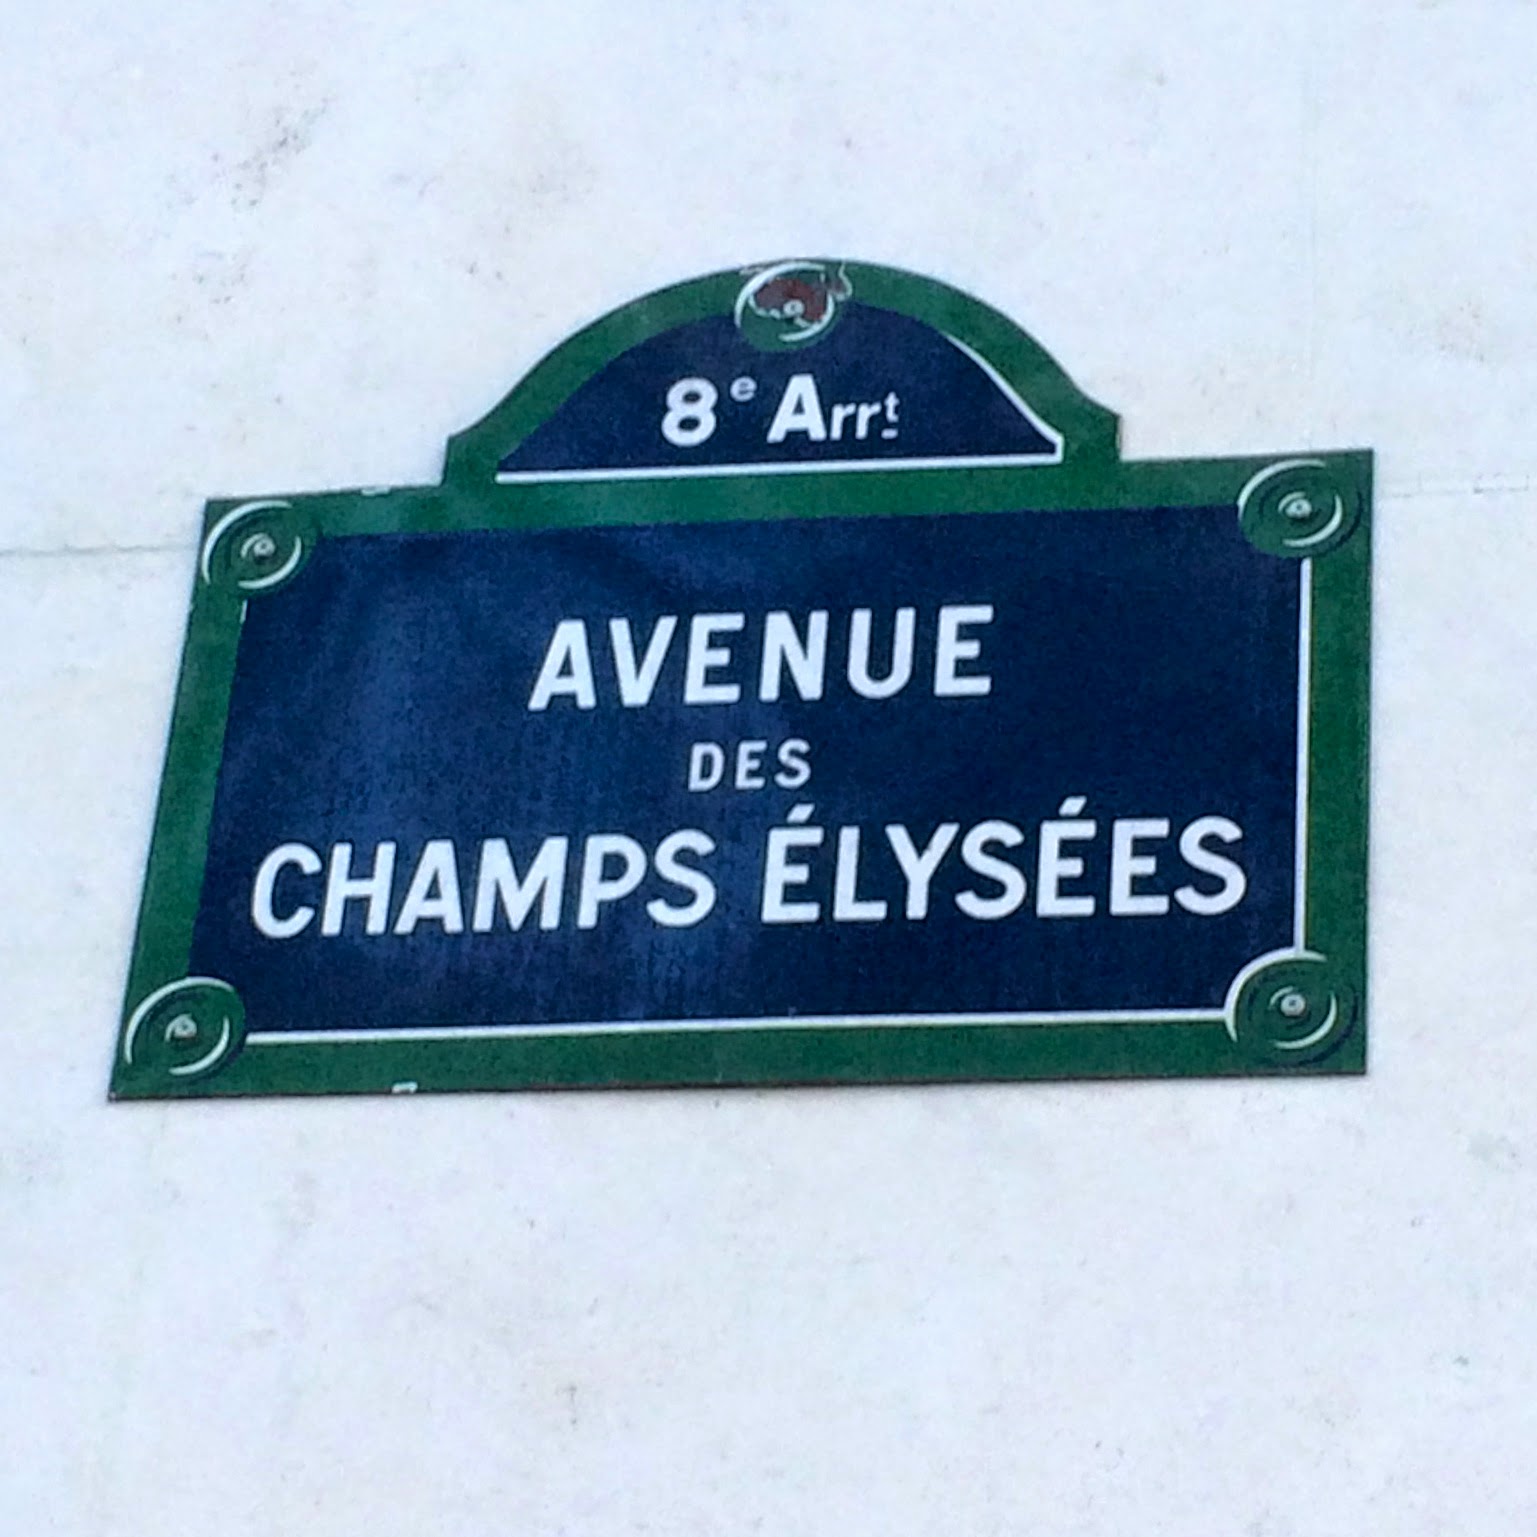 8e Arrt
AVENUE
DES
CHAMPS ÉLYSÉES